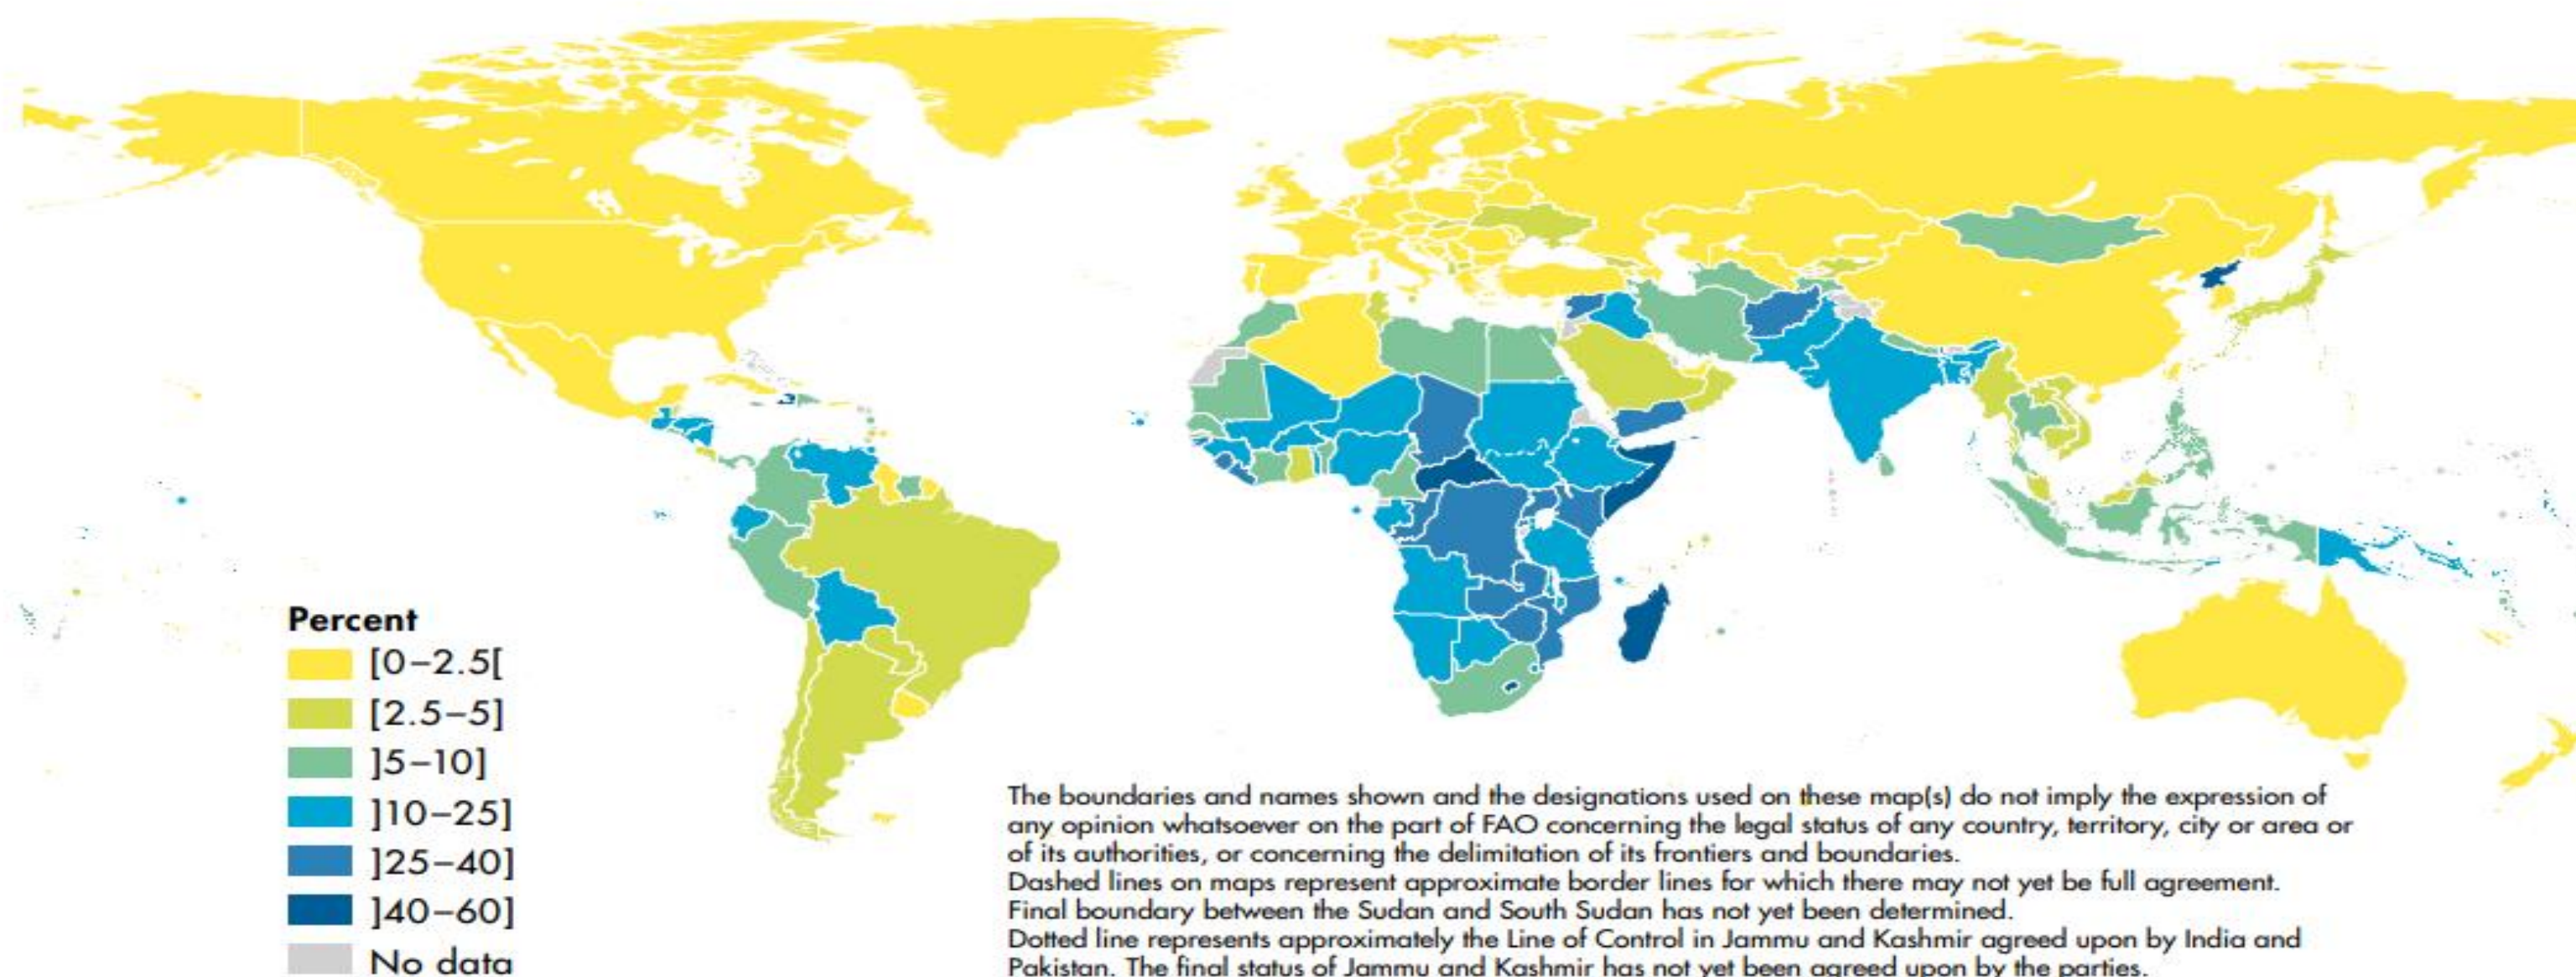 Percent
[0–2.5[
[2.5–5]
]5–10]
]10–25]
]25–40]
]40–60]
No data
The boundaries and names shown and the designations used on these map(s) do not imply the expression of
any opinion whatsoever on the part of FAO concerning the legal status of any country, territory, city or area or
of its authorities, or concerning the delimitation of its frontiers and boundaries.
Dashed lines on maps represent approximate border lines for which there may not yet be full agreement.
Final boundary between the Sudan and South Sudan has not yet been determined.
Dotted line represents approximately the Line of Control in Jammu and Kashmir agreed upon by India and
Pakistan. The final status of Jammu and Kashmir has not yet been agreed upon by the parties.